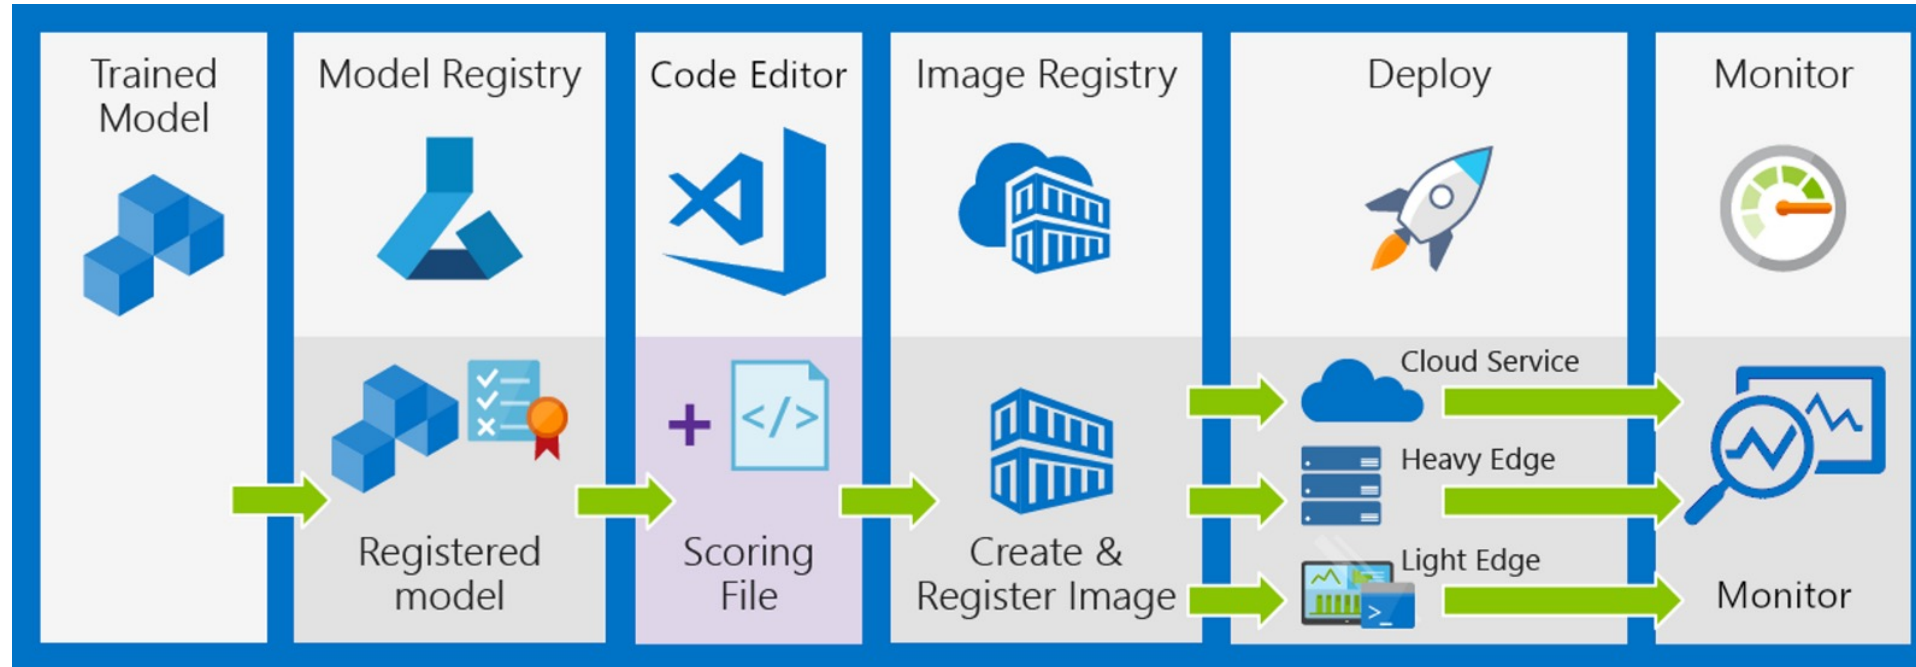 Trained
Model
Model Registry
Code Editor
Image Registry
Deploy
Monitor
Registered
model
+
</>
Scoring
File
Create &
Register Image
Cloud Service
Heavy Edge
Light Edge
>_
Monitor